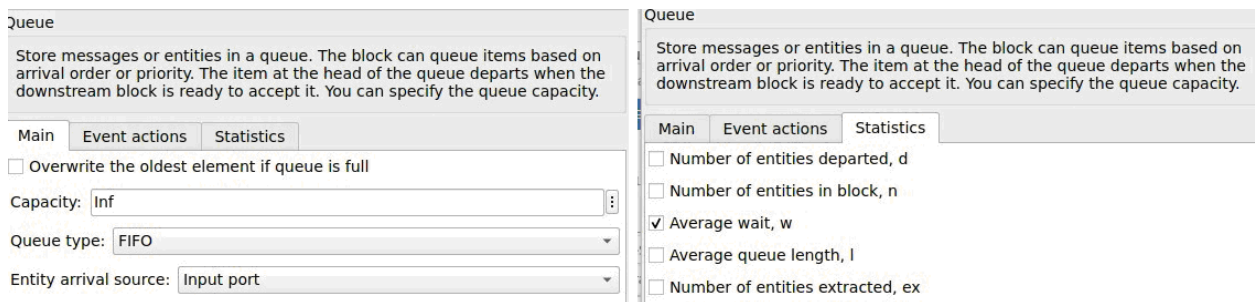 Queue
Store messages or entities in a queue. The block can queue items based on
arrival order or priority. The item at the head of the queue departs when the
downstream block is ready to accept it. You can specify the queue capacity.
Main Event actions Statistics
Overwrite the oldest element if queue is full
Capacity: Inf
Queue type: FIFO
Entity arrival source: Input port
Queue
Store messages or entities in a queue. The block can queue items based on
arrival order or priority. The item at the head of the queue departs when the
downstream block is ready to accept it. You can specify the queue capacity.
Main Event actions Statistics
Number of entities departed, d
Number of entities in block, n
Average wait, w
Average queue length, l
Number of entities extracted, ex